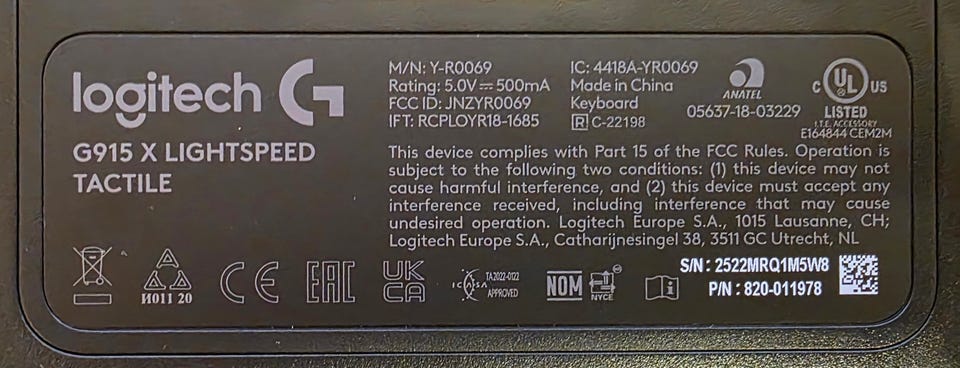 logitech G
G915 X LIGHTSPEED
TACTILE
M/N: Y-R0069
Rating: 5.0V⎓ 500mA
FCC ID: JNZYR0069
IFT: RCPLOYR18-1685
IC: 4418A-YR0069
Made in China
Keyboard
R C-22198
ANATEL
05637-18-03229
C UL US
LISTED
I.T.E. ACCESSORY
E164844 CEM2M
This device complies with Part 15 of the FCC Rules. Operation is
subject to the following two conditions: (1) this device may not
cause harmful interference, and (2) this device must accept any
interference received, including interference that may cause
undesired operation. Logitech Europe S.A., 1015 Lausanne, CH;
Logitech Europe S.A., Catharijnesingel 38, 3511 GC Utrecht, NL
S/N: 2522MRQ1M5W8
P/N: 820-011978
И011 20
CE
EAC
UK
CA
ICASA
TA2022-0122
APPROVED
NOM
NYCE